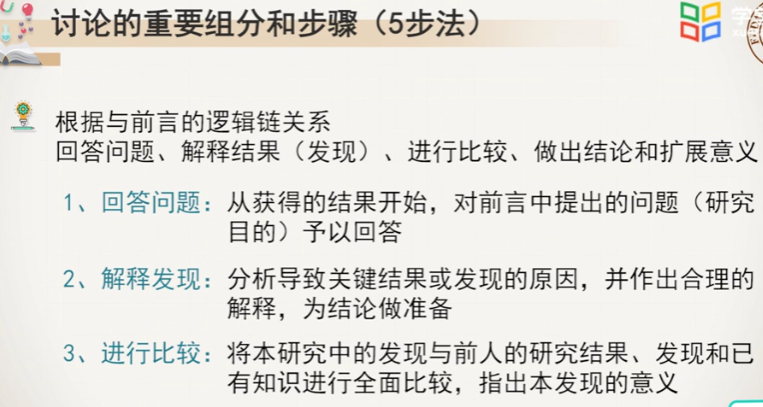 讨论的重要组分和步骤（5步法）
根据与前言的逻辑链关系
回答问题、解释结果（发现）、进行比较、做出结论和扩展意义
1、回答问题：从获得的结果开始，对前言中提出的问题（研究
目的）予以回答
2、解释发现：分析导致关键结果或发现的原因，并作出合理的
解释，为结论做准备
3、进行比较：将本研究中的发现与前人的研究结果、发现和已
有知识进行全面比较，指出本发现的意义